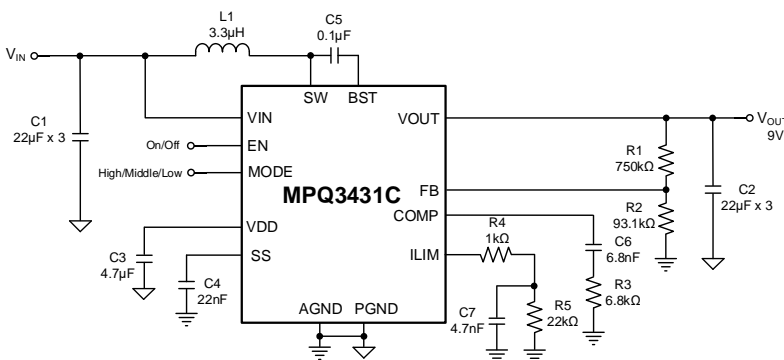 L1
3.3µH
C5
0.1µF
VIN
SW
BST
C1
22µF x 3
VIN
VOUT
VOUT
9V
On/Off
EN
R1
750kΩ
High/Middle/Low
MODE
MPQ3431C
FB
C2
22µF x 3
R2
93.1kΩ
COMP
VDD
R4
1kΩ
C6
6.8nF
C3
4.7µF
SS
ILIM
C4
22nF
R3
6.8kΩ
AGND
PGND
C7
4.7nF
R5
22kΩ